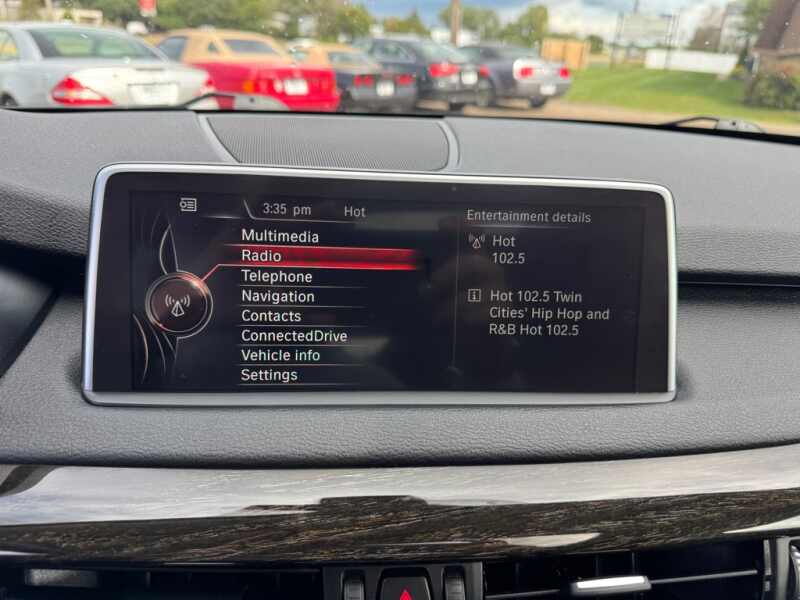 3:35 pm Hot
Multimedia
Radio
Telephone
Navigation
Contacts
ConnectedDrive
Vehicle info
Settings
Entertainment details
Hot
102.5
Hot 102.5 Twin
Cities' Hip Hop and
R&B Hot 102.5